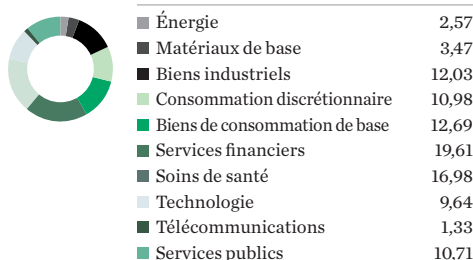 Énergie 2,57
Matériaux de base 3,47
Biens industriels 12,03
Consommation discrétionnaire 10,98
Biens de consommation de base 12,69
Services financiers 19,61
Soins de santé 16,98
Technologie 9,64
Télécommunications 1,33
Services publics 10,71